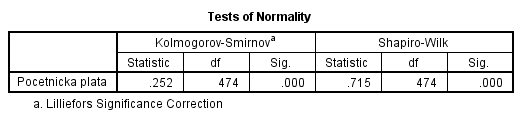 Tests of Normality
Kolmogorov-Smirnovᵃ Shapiro-Wilk
Statistic df Sig. Statistic df Sig.
Pocetnicka plata .252 474 .000 .715 474 .000
a. Lilliefors Significance Correction